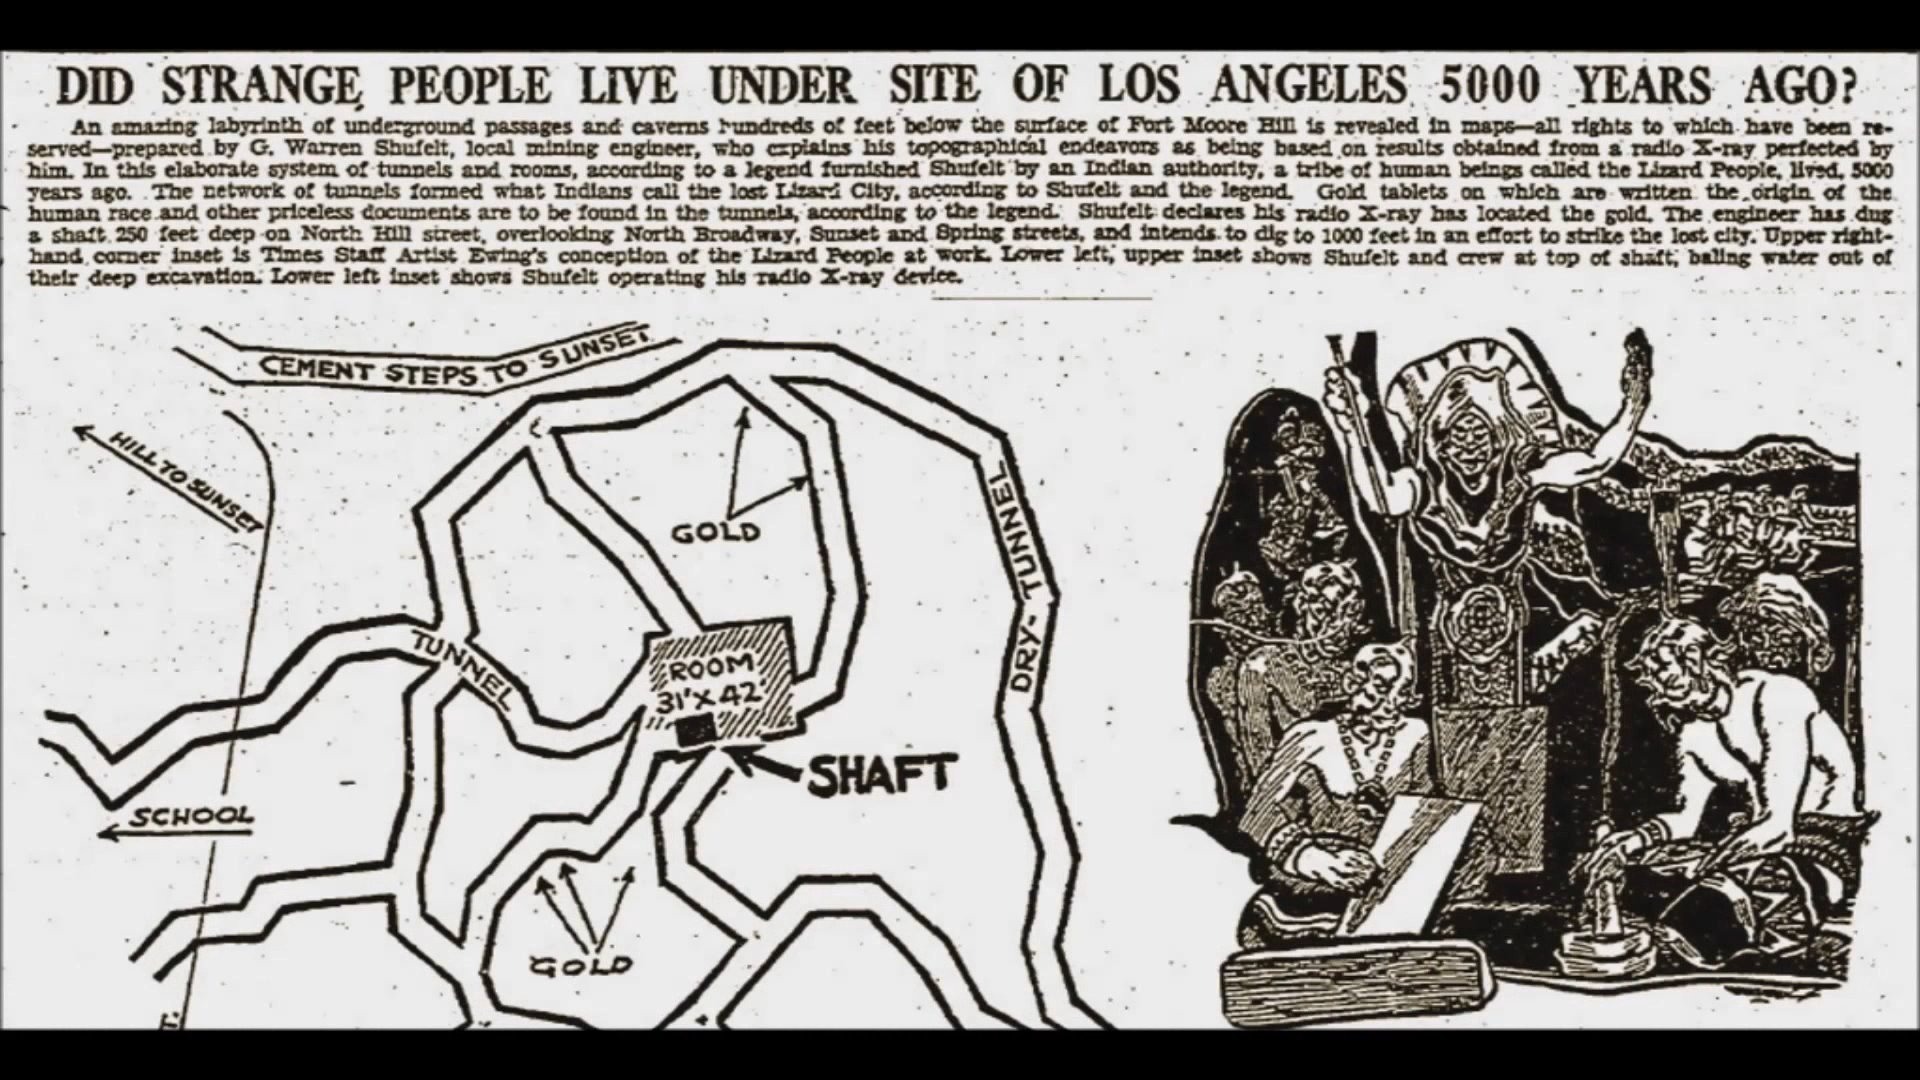 DID STRANGE PEOPLE LIVE UNDER SITE OF LOS ANGELES 5000 YEARS AGO?
An amazing labyrinth of underground passages and caverns hundreds of feet below the surface of Fort Moore Hill is revealed in maps—all rights to which have been re-
served—prepared by G. Warren Shufelt, local mining engineer, who explains his topographical endeavors as being based on results obtained from a radio X-ray perfected by
him. In this elaborate system of tunnels and rooms, according to a legend furnished Shufelt by an Indian authority, a tribe of human beings called the Lizard People, lived, 5000
years ago. The network of tunnels formed what Indians call the lost Lizard City, according to Shufelt and the legend. Gold tablets on which are written the origin of the
human race and other priceless documents are to be found in the tunnels, according to the legend. Shufelt declares his radio X-ray has located the gold. The engineer has dug
a shaft 250 feet deep on North Hill street, overlooking North Broadway, Sunset and Spring streets, and intends to dig to 1000 feet in an effort to strike the lost city. Upper right-
hand corner inset is Times Staff Artist Ewing's conception of the Lizard People at work. Lower left, upper inset shows Shufelt and crew at top of shaft, baling water out of
their deep excavation. Lower left inset shows Shufelt operating his radio X-ray device.
CEMENT STEPS TO SUNSET
HILL TO SUNSET
GOLD
DRY-TUNNEL
TUNNEL
ROOM
31'X 42'
SHAFT
SCHOOL
GOLD
T.